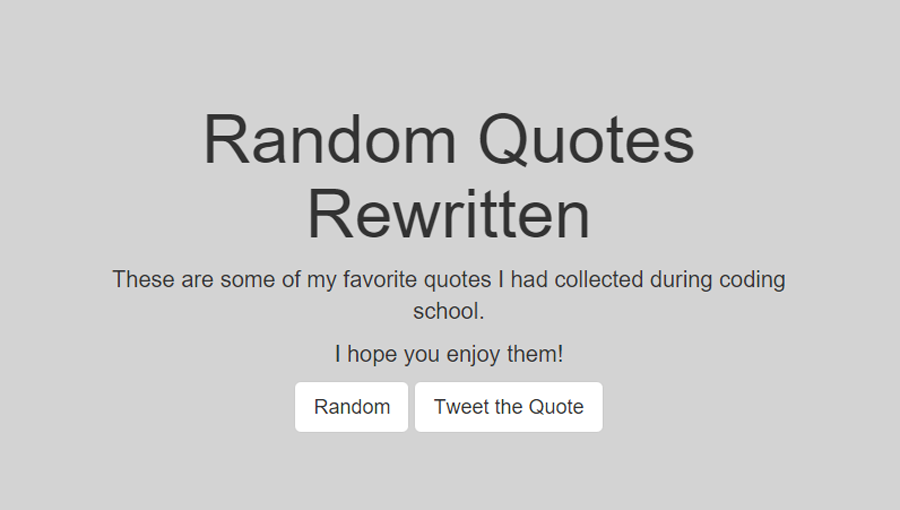 Random Quotes
Rewritten
These are some of my favorite quotes I had collected during coding
school.
I hope you enjoy them!
Random
Tweet the Quote